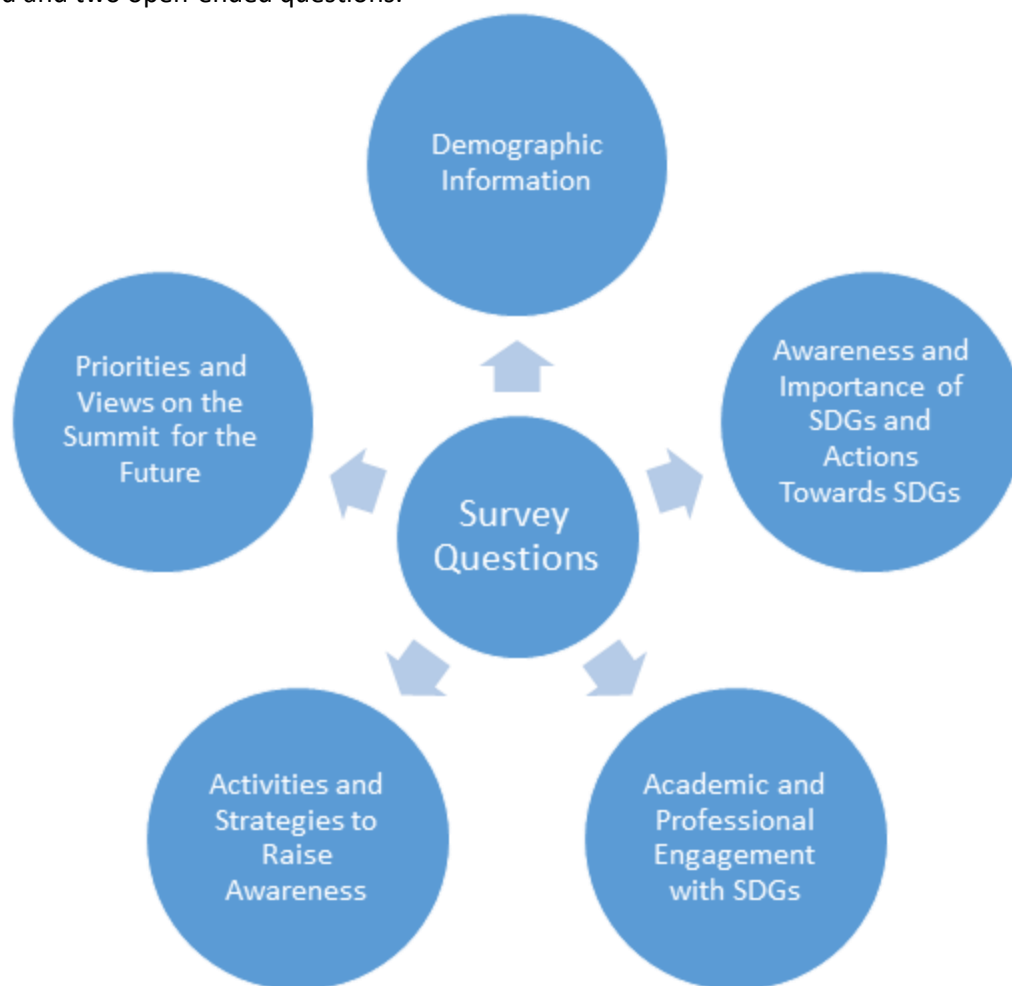 and two open-ended questions.
Demographic
Information
Awareness and
Importance of
SDGs and
Actions
Towards SDGs
Academic and
Professional
Engagement
with SDGs
Activities and
Strategies to
Raise
Awareness
Priorities and
Views on the
Summit for the
Future
Survey
Questions